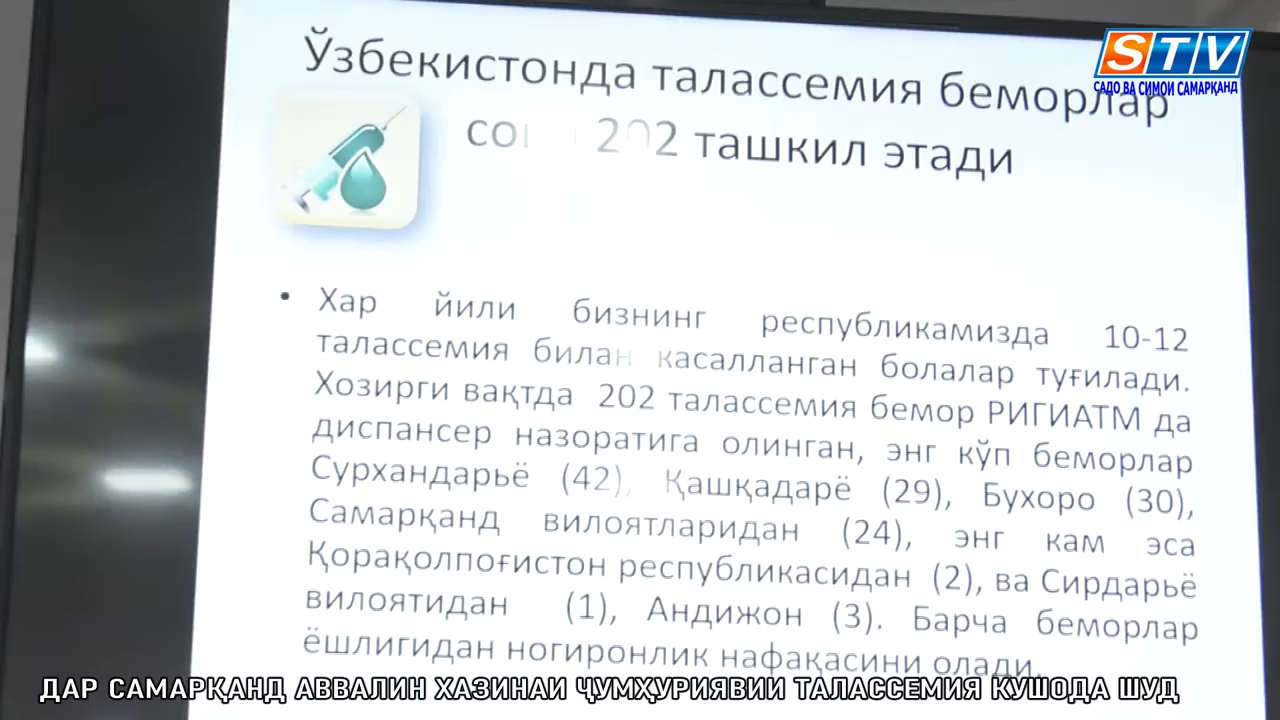 STV
САДО ВА СИМОИ САМАРҚАНД
Ўзбекистонда талассемия беморлар
202 ташкил этади
• Хар йили бизнинг республикамизда 10-12
талассемия билан касалланган болалар туғилади.
Хозирги вақтда 202 талассемия бемор РИГИАТМ да
диспансер назоратига олинган, энг кўп беморлар
Сурхандарьё (42), Қашқадарё (29), Бухоро (30),
Самарқанд вилоятларидан (24), энг кам эса
Қорақолпоғистон республикасидан (2), ва Сирдарьё
вилоятидан (1), Андижон (3). Барча беморлар
ёшлигидан ногиронлик нафақасини олади.
ДАР САМАРҚАНД АВВАЛИН ХАЗИНАИ ҶУМҲУРИЯВИИ ТАЛАССЕМИЯ КУШОДА ШУД